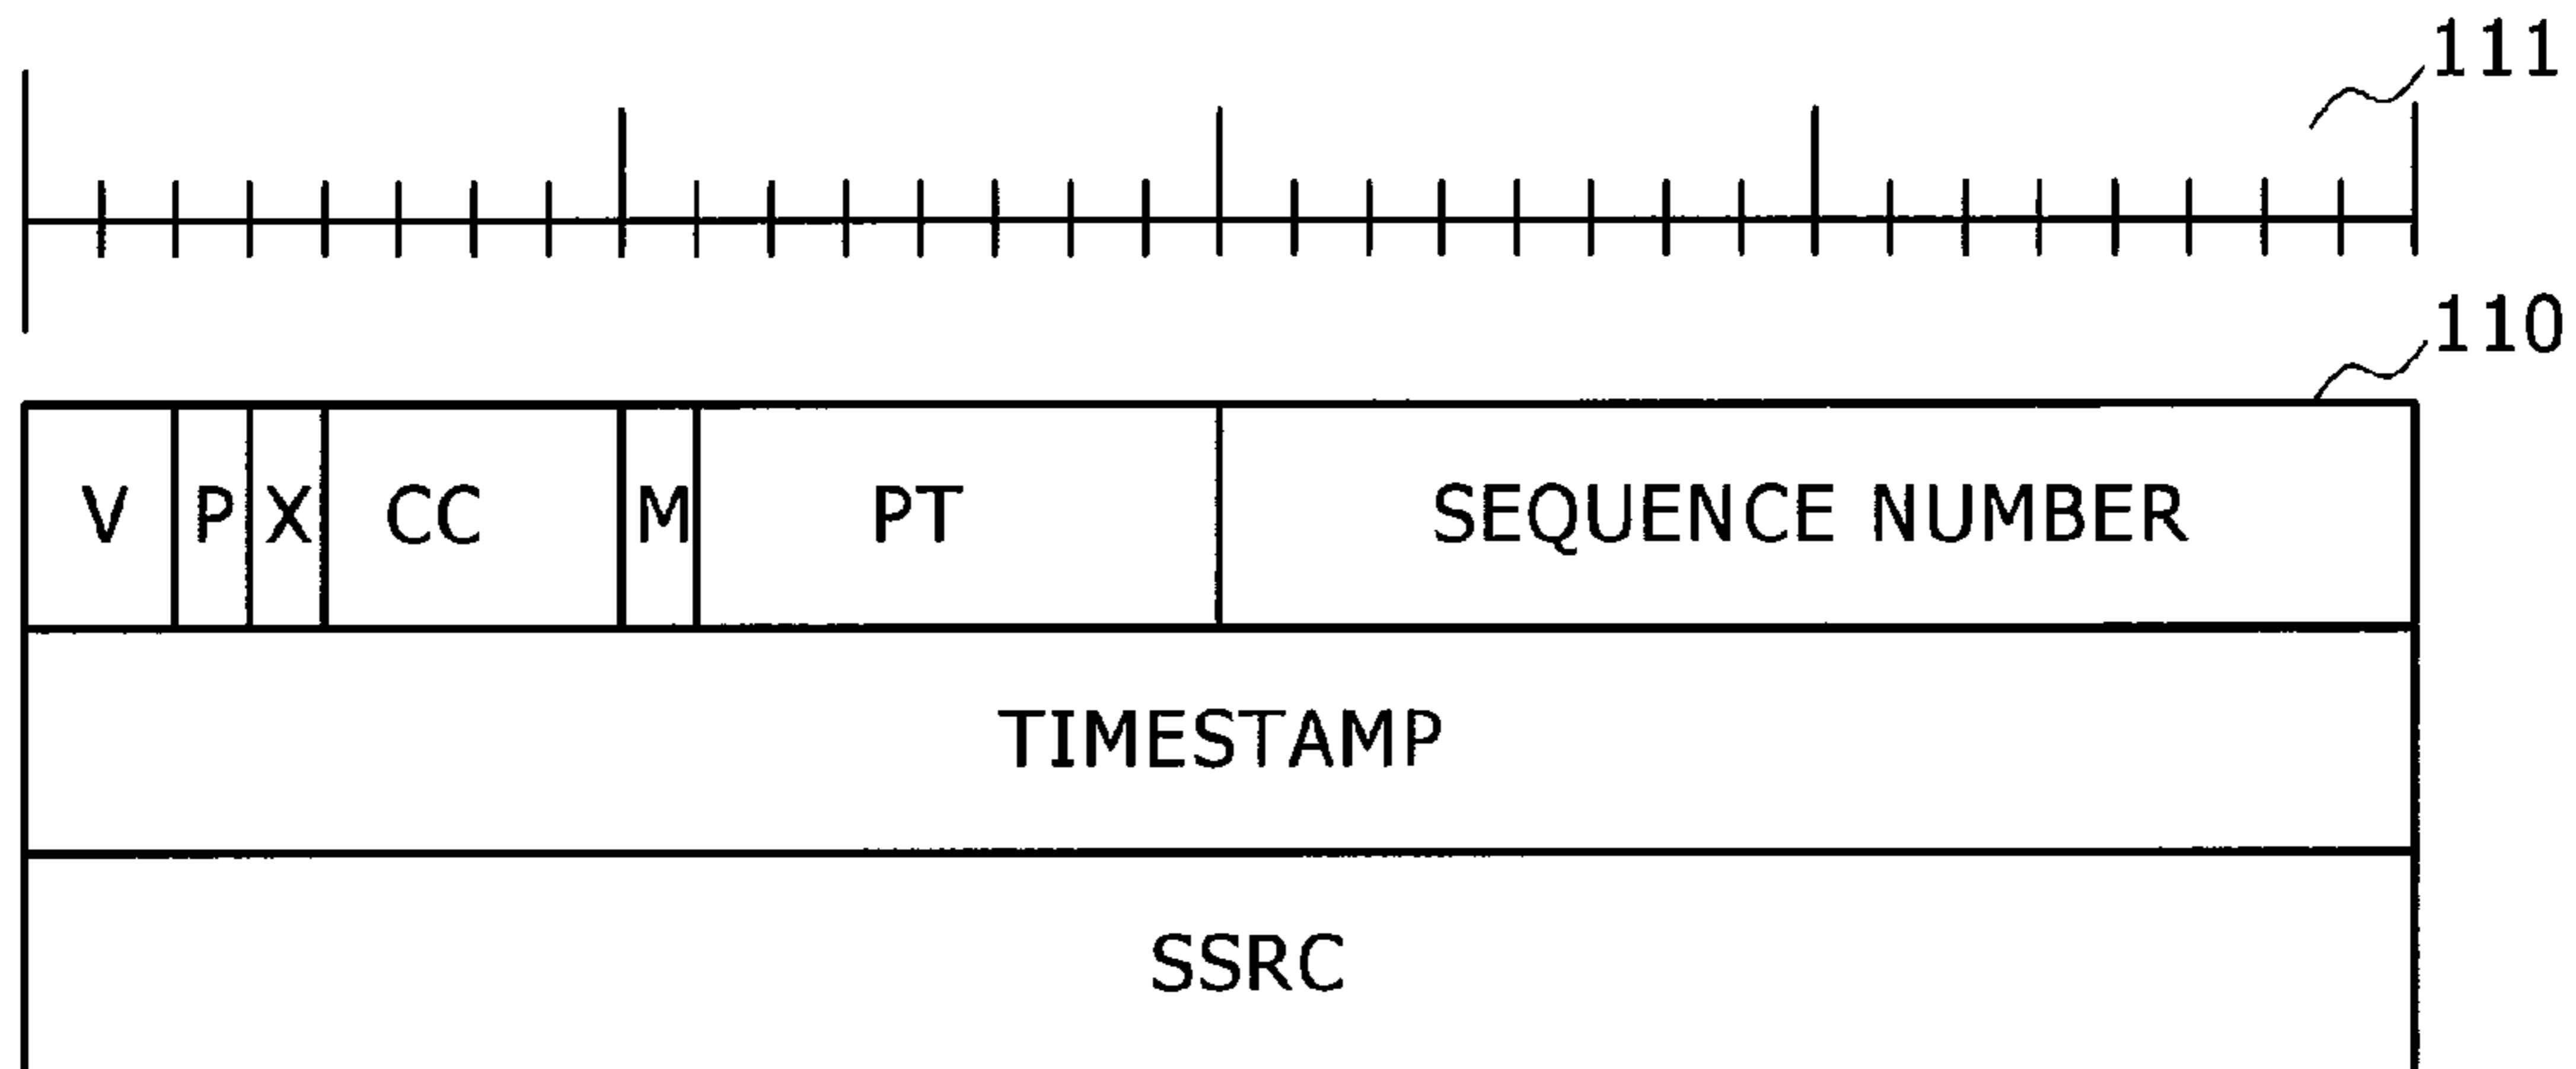 111
110
V P X CC M PT SEQUENCE NUMBER
TIMESTAMP
SSRC